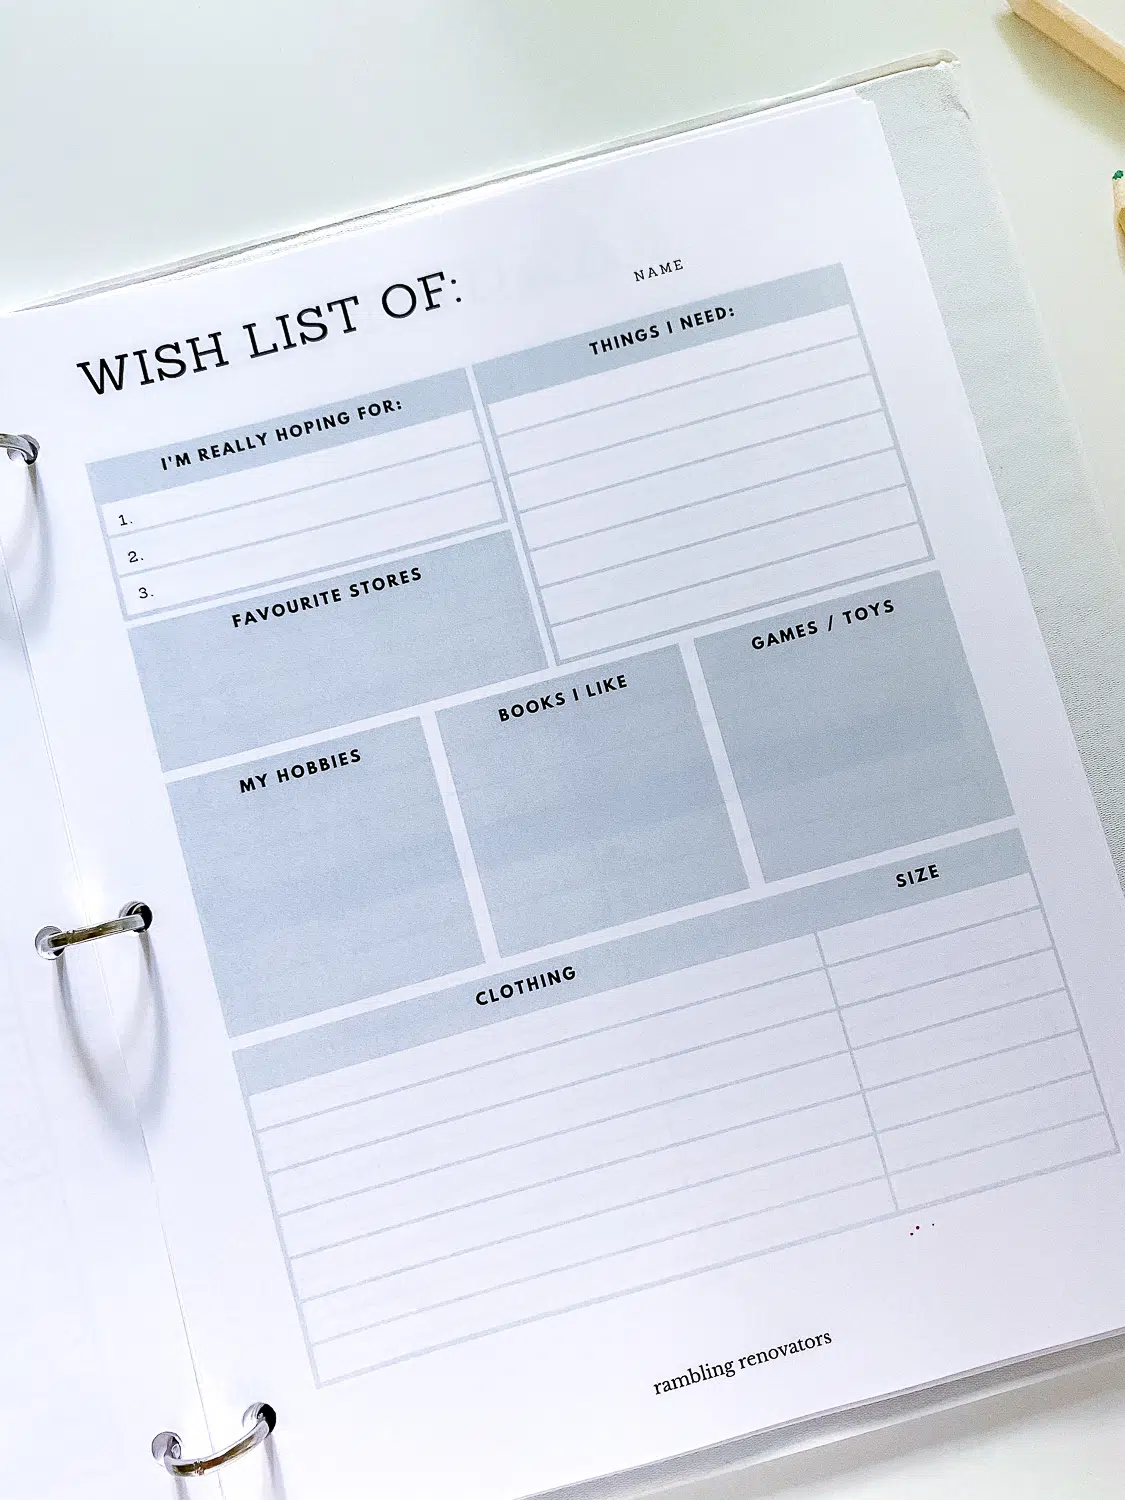 WISH LIST OF:
NAME
I'M REALLY HOPING FOR:
1.
2.
3.
THINGS I NEED:
FAVOURITE STORES
MY HOBBIES
BOOKS I LIKE
GAMES / TOYS
CLOTHING
SIZE
rambling renovators